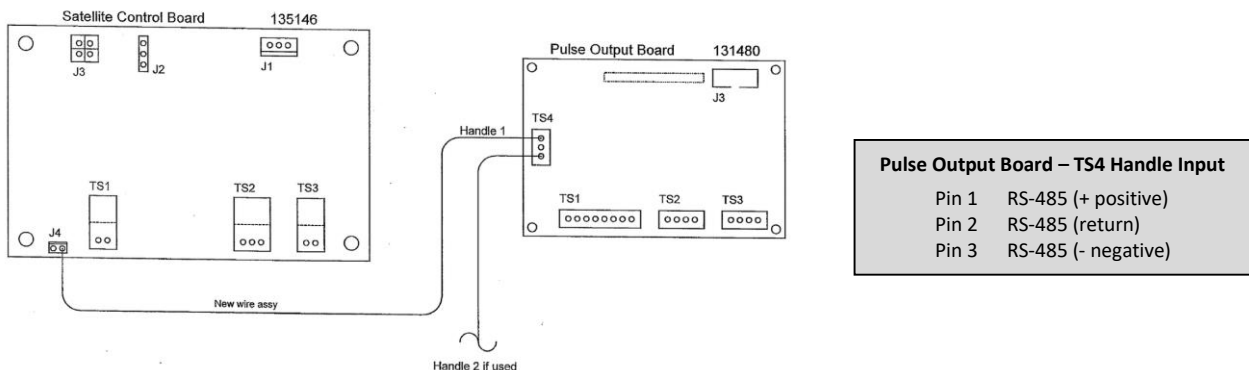 Satellite Control Board 135146
J3
J2
J1
TS1
TS2
TS3
J4
New wire assy
Handle 1
Handle 2 if used
Pulse Output Board 131480
J3
TS4
TS1
TS2
TS3
Pulse Output Board – TS4 Handle Input
Pin 1 RS-485 (+ positive)
Pin 2 RS-485 (return)
Pin 3 RS-485 (- negative)